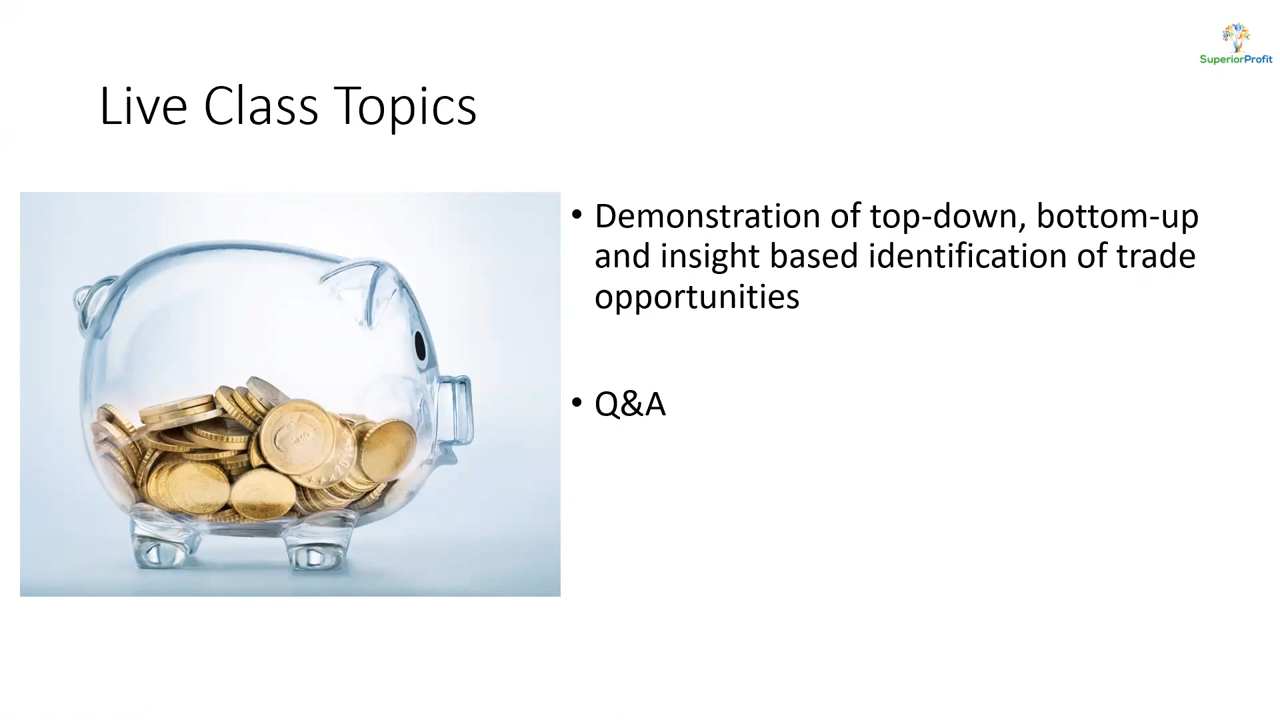 SuperiorProfit
Live Class Topics
• Demonstration of top-down, bottom-up
and insight based identification of trade
opportunities
• Q&A